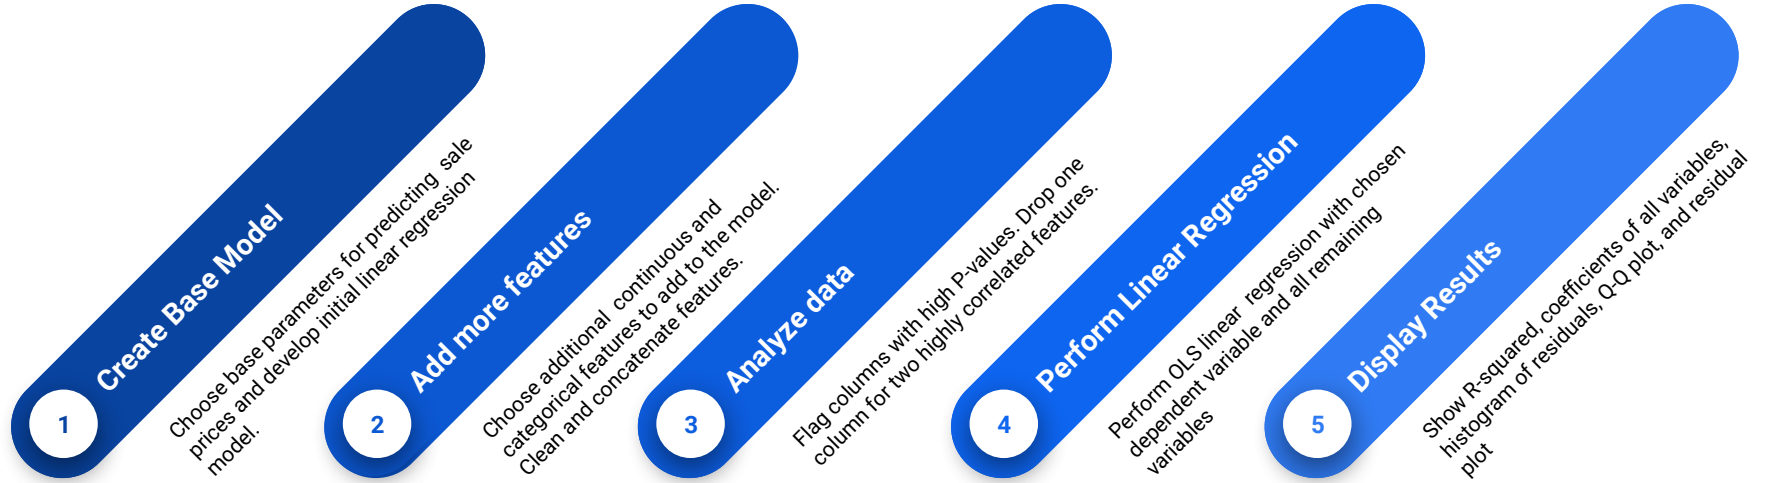 1
Create Base Model
Choose base parameters for predicting sale
prices and develop initial linear regression
model.
2
Add more features
Choose additional continuous and
categorical features to add to the model.
Clean and concatenate features.
3
Analyze data
Flag columns with high P-values. Drop one
column for two highly correlated features.
4
Perform Linear Regression
Perform OLS linear regression with chosen
dependent variable and all remaining
variables
5
Display Results
Show R-squared, coefficients of all variables,
histogram of residuals, Q-Q plot, and residual
plot